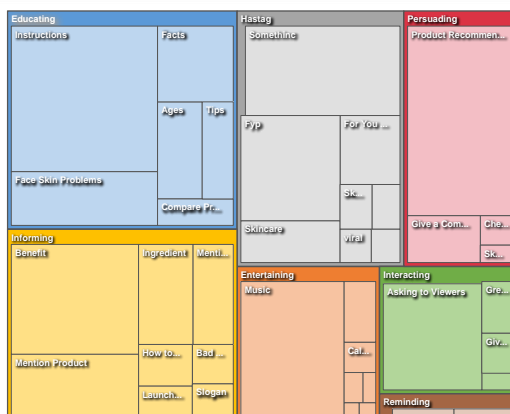 Educating
Instructions
Facts
Ages
Tips
Face Skin Problems
Compare Pr...
Hastag
Somethinc
Fyp
For You ...
Sk...
Skincare
viral
Persuading
Product Recommen...
Give a Com...
Che...
Sk...
Informing
Benefit
Ingredient
Menti...
Mention Product
How to...
Bad ...
Launch...
Slogan
Entertaining
Music
Cal...
Interacting
Asking to Viewers
Gre...
Giv...
Reminding